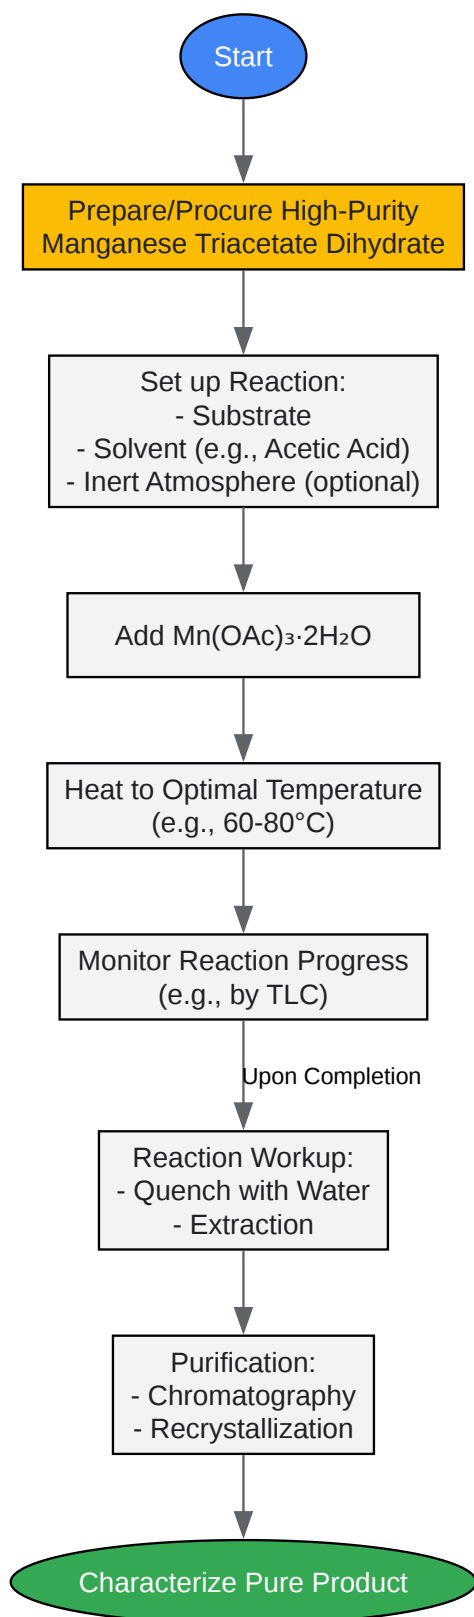 Start
Prepare/Procure High-Purity
Manganese Triacetate Dihydrate
Set up Reaction:
- Substrate
- Solvent (e.g., Acetic Acid)
- Inert Atmosphere (optional)
Add Mn(OAc)₃·2H₂O
Heat to Optimal Temperature
(e.g., 60-80°C)
Monitor Reaction Progress
(e.g., by TLC)
Upon Completion
Reaction Workup:
- Quench with Water
- Extraction
Purification:
- Chromatography
- Recrystallization
Characterize Pure Product